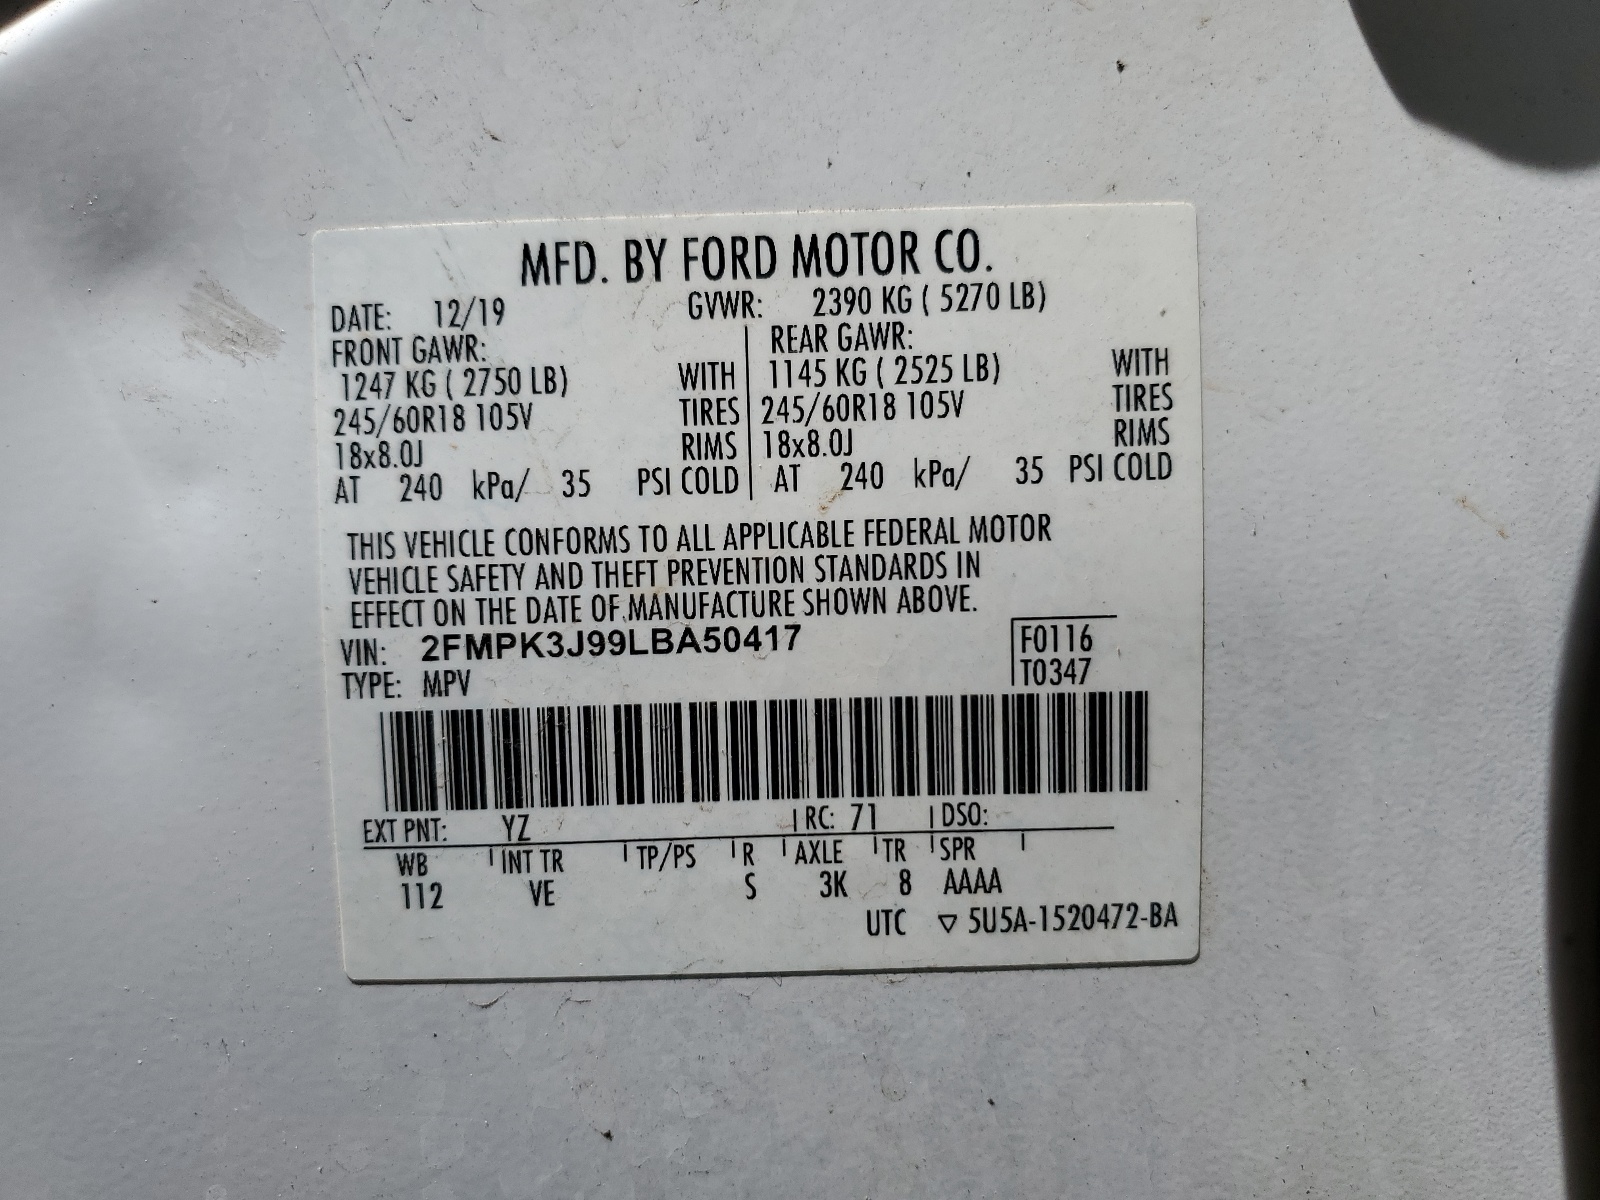 MFD. BY FORD MOTOR CO.
DATE: 12/19 GVWR: 2390 KG ( 5270 LB)
FRONT GAWR: REAR GAWR:
1247 KG ( 2750 LB) WITH 1145 KG ( 2525 LB) WITH
245/60R18 105V TIRES 245/60R18 105V TIRES
18x8.0J RIMS 18x8.0J RIMS
AT 240 kPa/ 35 PSI COLD AT 240 kPa/ 35 PSI COLD
THIS VEHICLE CONFORMS TO ALL APPLICABLE FEDERAL MOTOR
VEHICLE SAFETY AND THEFT PREVENTION STANDARDS IN
EFFECT ON THE DATE OF MANUFACTURE SHOWN ABOVE.
VIN: 2FMPK3J99LBA50417 F0116
TYPE: MPV T0347
EXT PNT: YZ RC: 71 DSO:
WB INT TR TP/PS R AXLE TR SPR
112 VE S 3K 8 AAAA
UTC ▽ 5U5A-1520472-BA